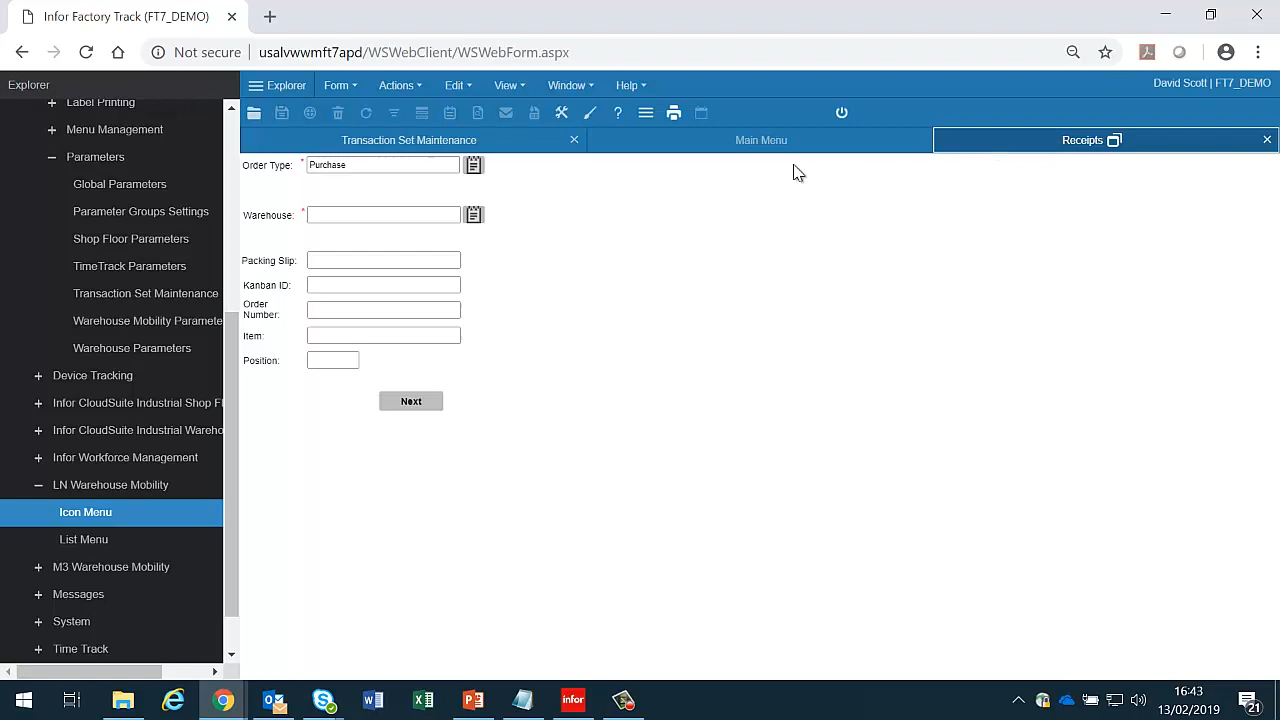 Infor Factory Track (FT7_DEMO)
Not secure
usalvwwmft7apd/WSWebClient/WSWebForm.aspx
Explorer
Explorer
Form
Actions
Edit
View
Window
Help
David Scott | FT7_DEMO
Transaction Set Maintenance
Main Menu
Receipts
Label Printing
Menu Management
Parameters
Global Parameters
Parameter Groups Settings
Shop Floor Parameters
TimeTrack Parameters
Transaction Set Maintenance
Warehouse Mobility Paramete
Warehouse Parameters
Device Tracking
Infor CloudSuite Industrial Shop Fl
Infor CloudSuite Industrial Wareho
Infor Workforce Management
LN Warehouse Mobility
Icon Menu
List Menu
M3 Warehouse Mobility
Messages
System
Time Track
Order Type: * Purchase
Warehouse: *
Packing Slip:
Kanban ID:
Order
Number:
Item:
Position:
Next
infor
16:43
13/02/2019
21